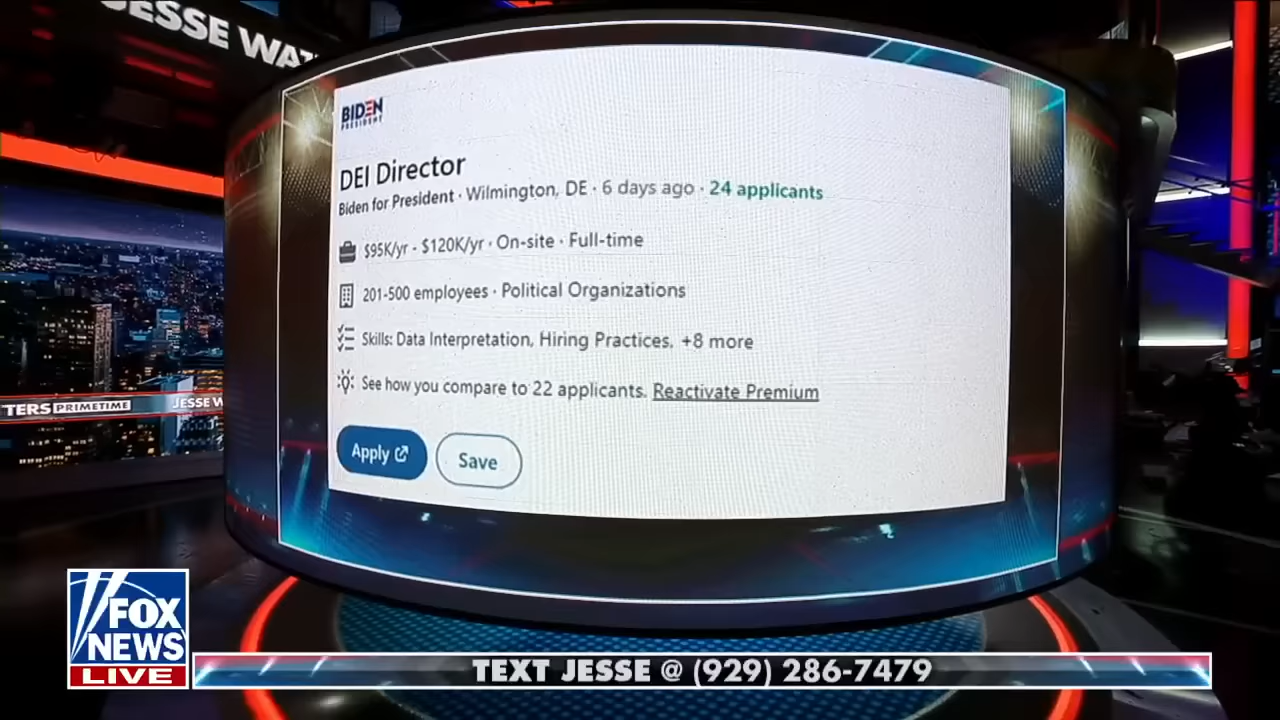 JESSE WAT
BIDEN
PRESIDENT
DEI Director
Biden for President · Wilmington, DE · 6 days ago · 24 applicants
$95K/yr - $120K/yr · On-site · Full-time
201-500 employees · Political Organizations
Skills: Data Interpretation, Hiring Practices, +8 more
See how you compare to 22 applicants. Reactivate Premium
Apply
Save
TERS PRIMETIME JESSE W
FOX
NEWS
LIVE
TEXT JESSE @ (929) 286-7479